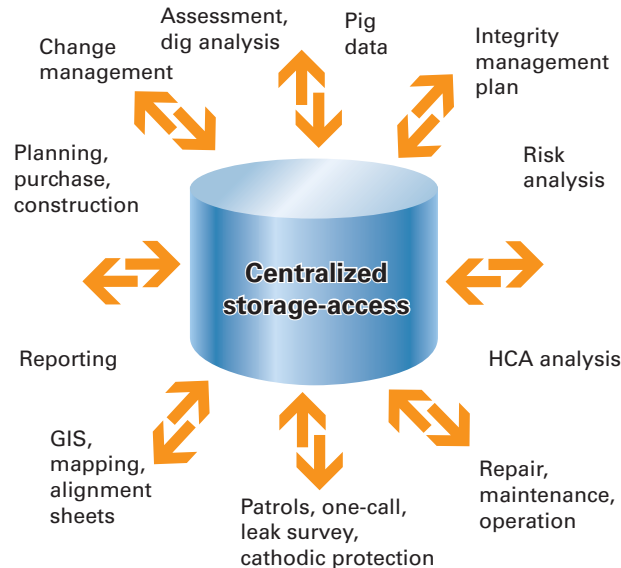 Assessment,
dig analysis
Pig
data
Change
management
Integrity
management
plan
Planning,
purchase,
construction
Risk
analysis
Centralized
storage-access
Reporting
HCA analysis
GIS,
mapping,
alignment
sheets
Repair,
maintenance,
operation
Patrols, one-call,
leak survey,
cathodic protection